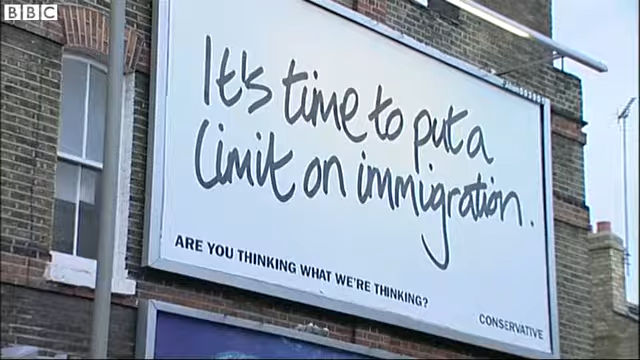 BBC
It's time to put a
limit on immigration.
ARE YOU THINKING WHAT WE'RE THINKING?
CONSERVATIVE